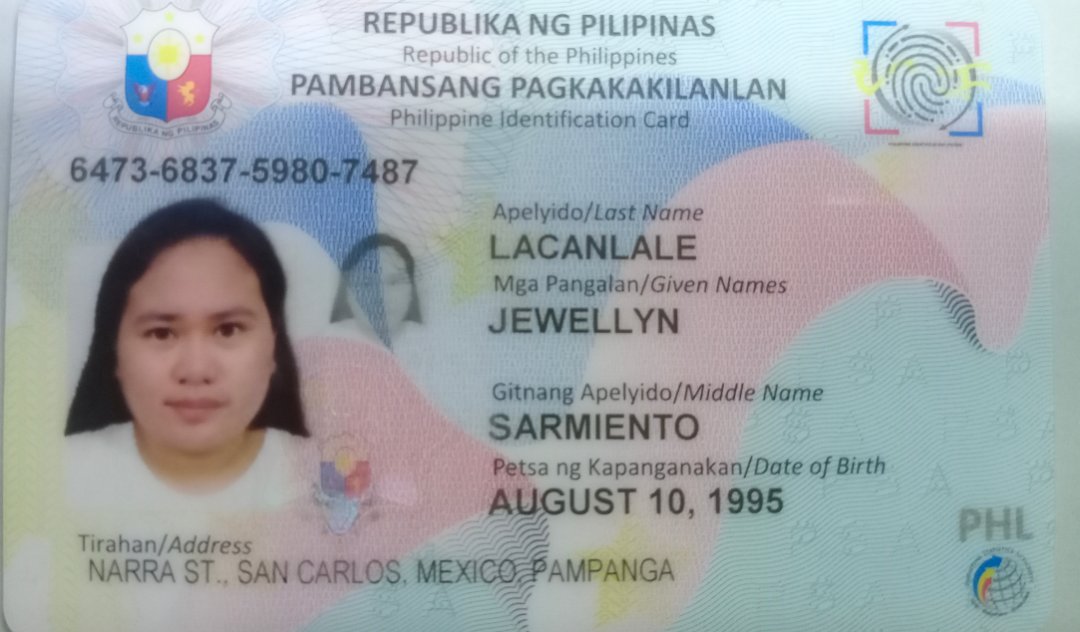 REPUBLIKA NG PILIPINAS
Republic of the Philippines
PAMBANSANG PAGKAKAKILANLAN
Philippine Identification Card
REPUBLIKA NG PILIPINAS
6473-6837-5980-7487
Apelyido/Last Name
LACANLALE
Mga Pangalan/Given Names
JEWELLYN
Gitnang Apelyido/Middle Name
SARMIENTO
Petsa ng Kapanganakan/Date of Birth
AUGUST 10, 1995
PHL
Tirahan/Address
NARRA ST., SAN CARLOS, MEXICO, PAMPANGA